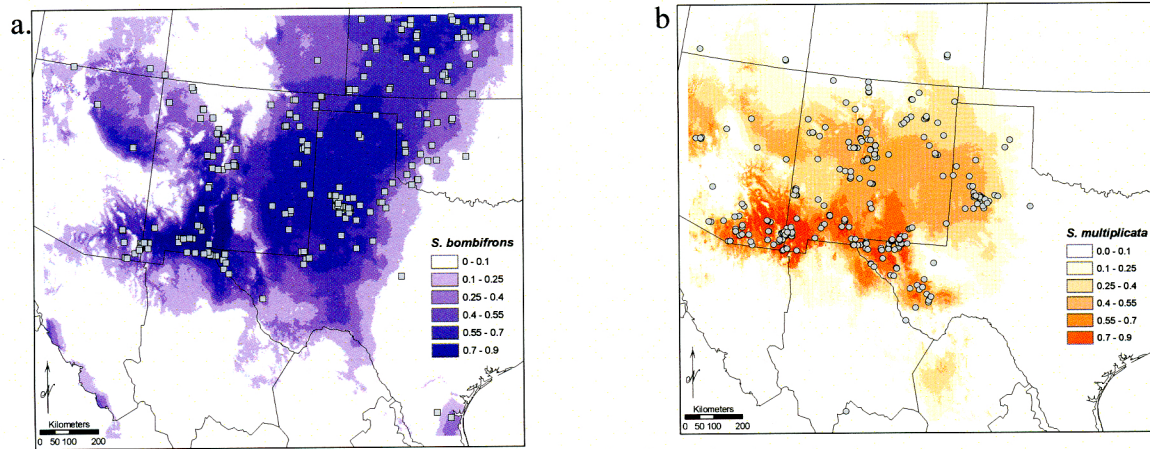 a.
S. bombifrons
0 - 0.1
0.1 - 0.25
0.25 - 0.4
0.4 - 0.55
0.55 - 0.7
0.7 - 0.9
N
Kilometers
0 50 100 200
b
S. multiplicata
0.0 - 0.1
0.1 - 0.25
0.25 - 0.4
0.4 - 0.55
0.55 - 0.7
0.7 - 0.9
N
Kilometers
0 50 100 200